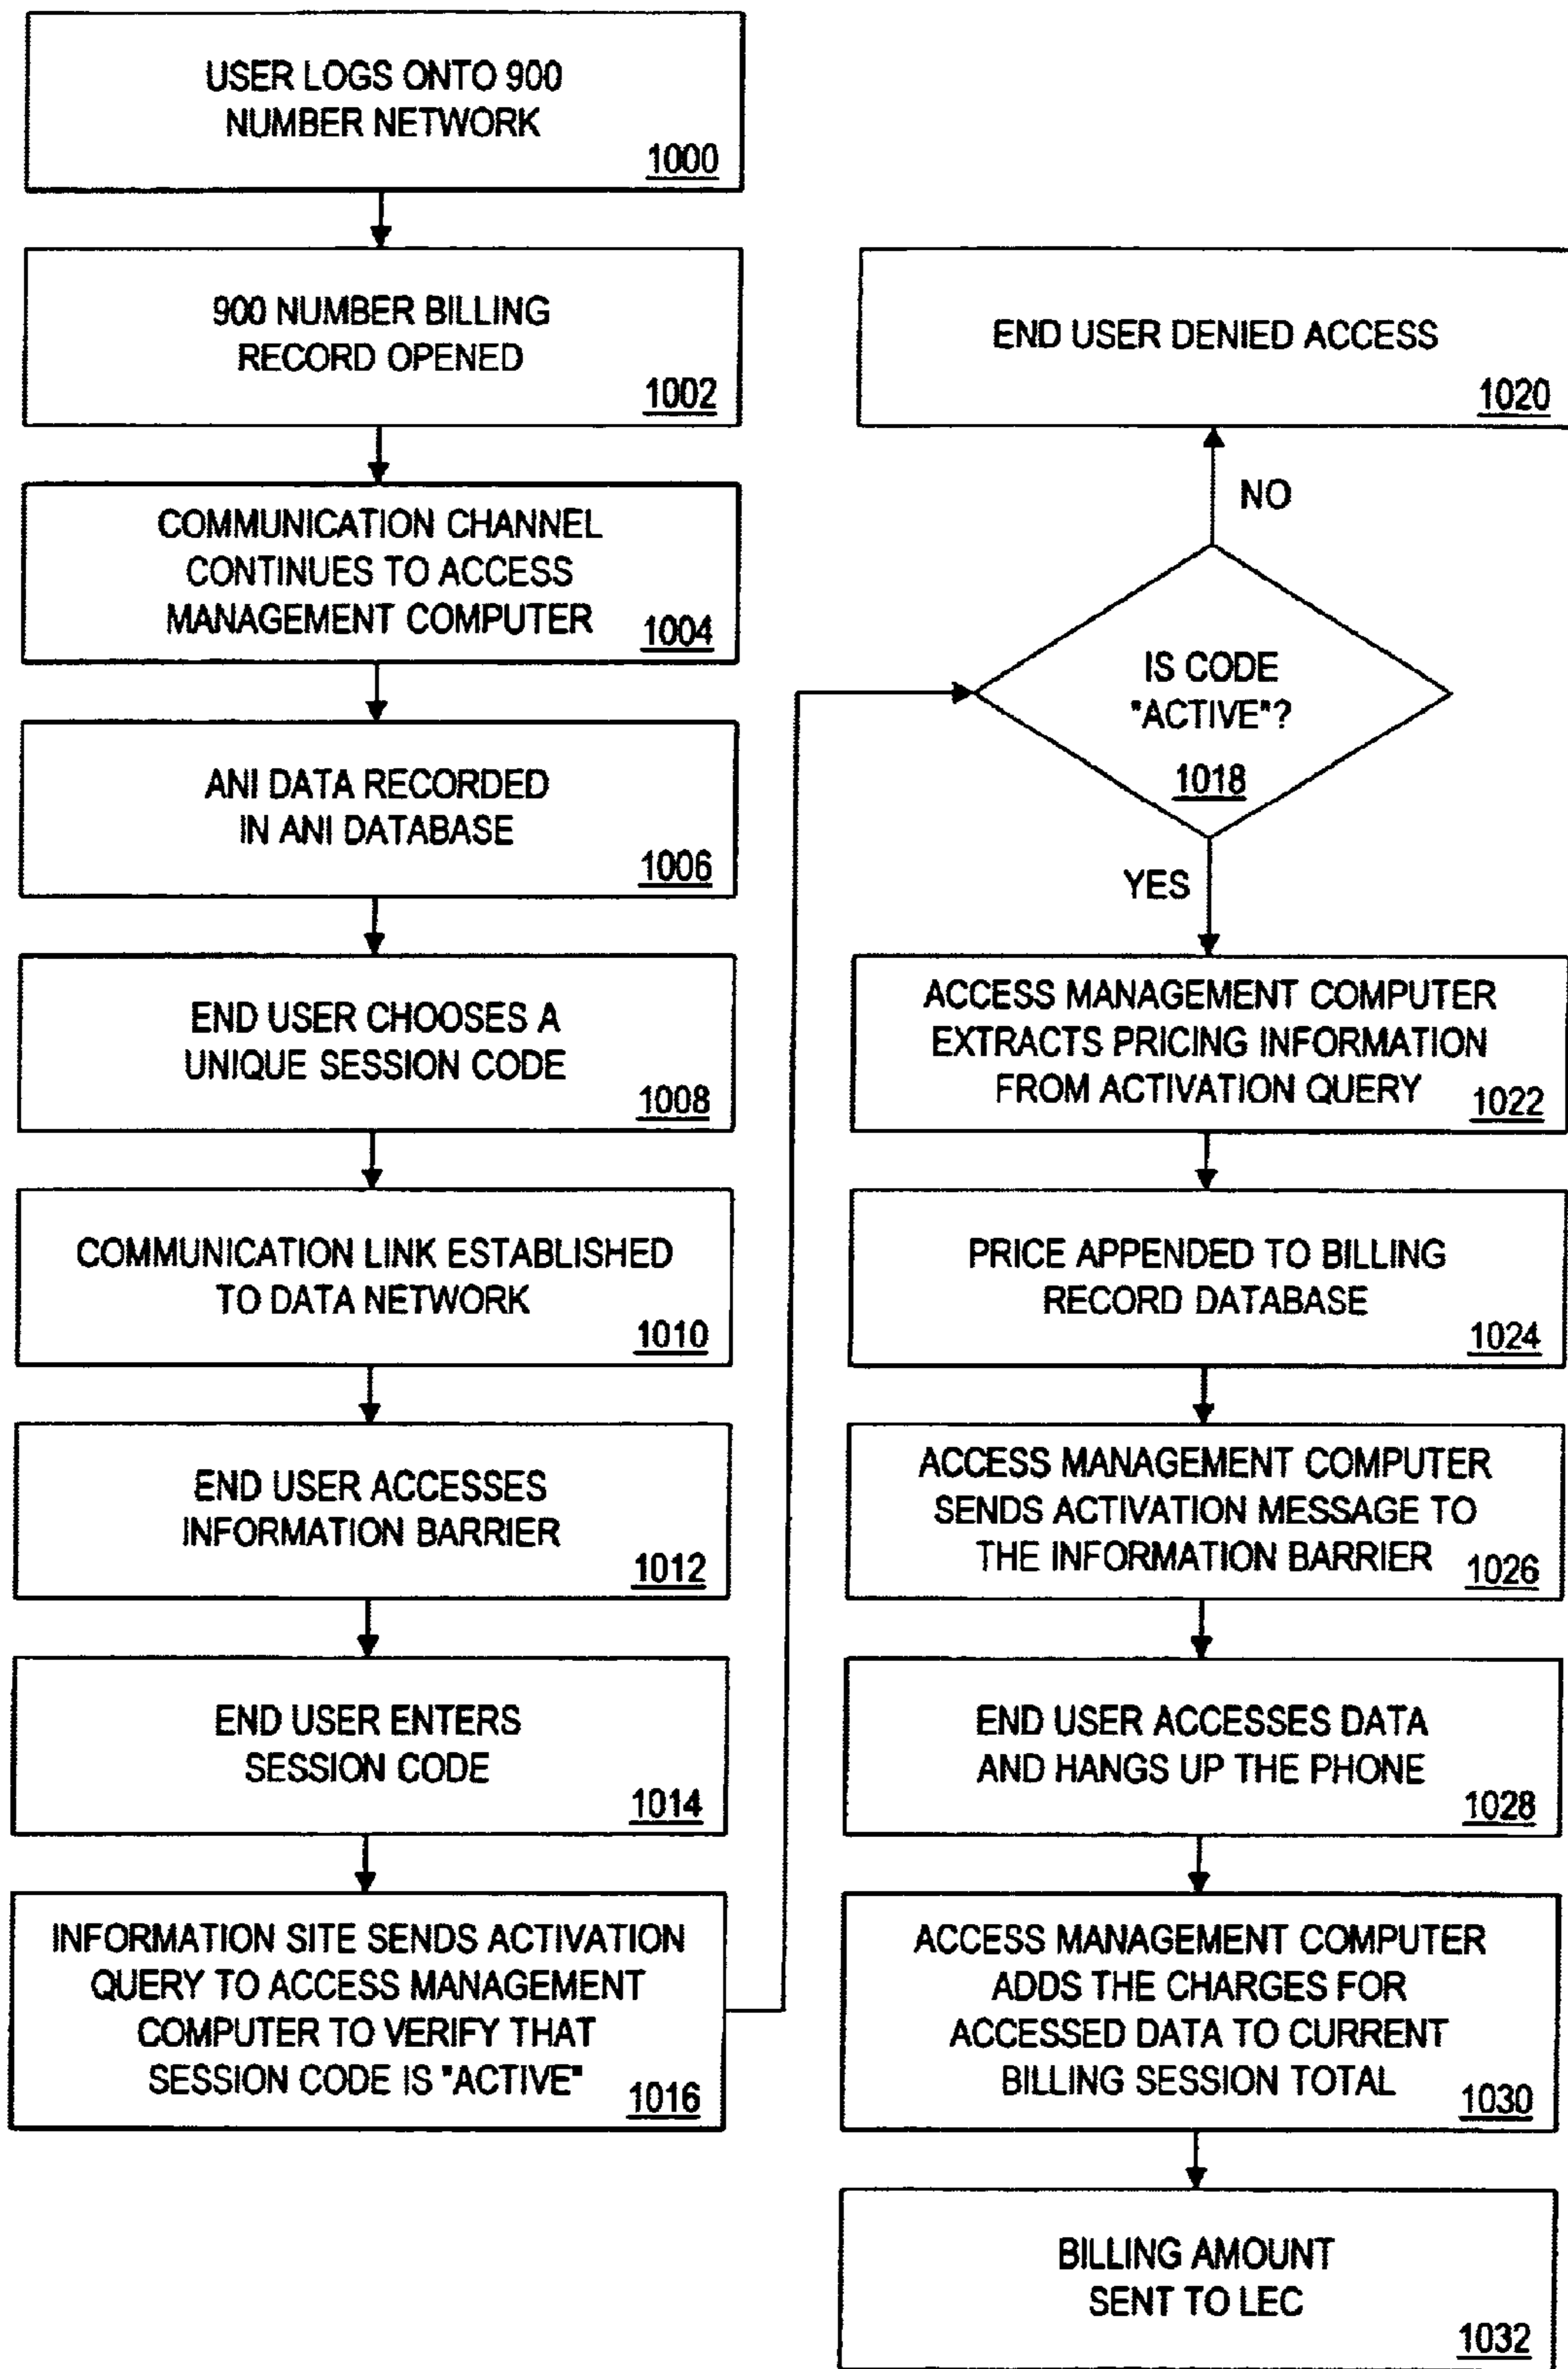 USER LOGS ONTO 900
NUMBER NETWORK
1000
900 NUMBER BILLING
RECORD OPENED
1002
COMMUNICATION CHANNEL
CONTINUES TO ACCESS
MANAGEMENT COMPUTER
1004
ANI DATA RECORDED
IN ANI DATABASE
1006
END USER CHOOSES A
UNIQUE SESSION CODE
1008
COMMUNICATION LINK ESTABLISHED
TO DATA NETWORK
1010
END USER ACCESSES
INFORMATION BARRIER
1012
END USER ENTERS
SESSION CODE
1014
INFORMATION SITE SENDS ACTIVATION
QUERY TO ACCESS MANAGEMENT
COMPUTER TO VERIFY THAT
SESSION CODE IS "ACTIVE"
1016
END USER DENIED ACCESS
1020
NO
IS CODE
"ACTIVE"?
1018
YES
ACCESS MANAGEMENT COMPUTER
EXTRACTS PRICING INFORMATION
FROM ACTIVATION QUERY
1022
PRICE APPENDED TO BILLING
RECORD DATABASE
1024
ACCESS MANAGEMENT COMPUTER
SENDS ACTIVATION MESSAGE TO
THE INFORMATION BARRIER
1026
END USER ACCESSES DATA
AND HANGS UP THE PHONE
1028
ACCESS MANAGEMENT COMPUTER
ADDS THE CHARGES FOR
ACCESSED DATA TO CURRENT
BILLING SESSION TOTAL
1030
BILLING AMOUNT
SENT TO LEC
1032